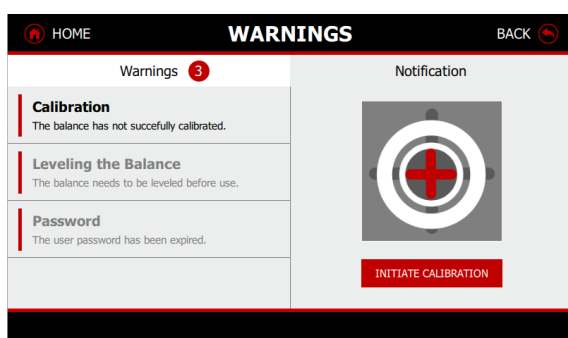 HOME
WARNINGS
BACK
Warnings 3
Notification
Calibration
The balance has not succefully calibrated.
Leveling the Balance
The balance needs to be leveled before use.
Password
The user password has been expired.
INITIATE CALIBRATION